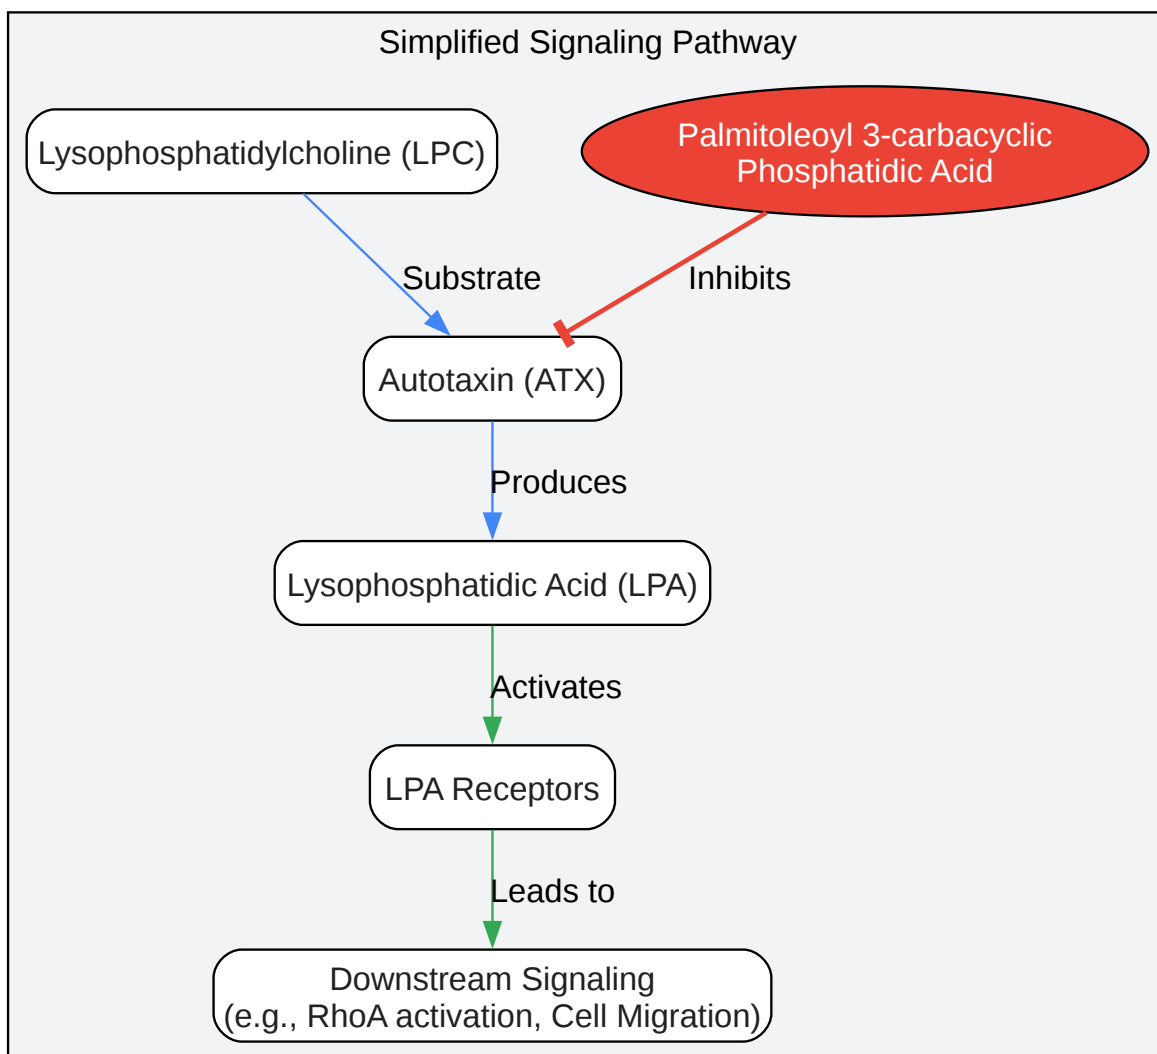 Simplified Signaling Pathway
Lysophosphatidylcholine (LPC)
Palmitoleoyl 3-carbacyclic
Phosphatidic Acid
Substrate
Inhibits
Autotaxin (ATX)
Produces
Lysophosphatidic Acid (LPA)
Activates
LPA Receptors
Leads to
Downstream Signaling
(e.g., RhoA activation, Cell Migration)